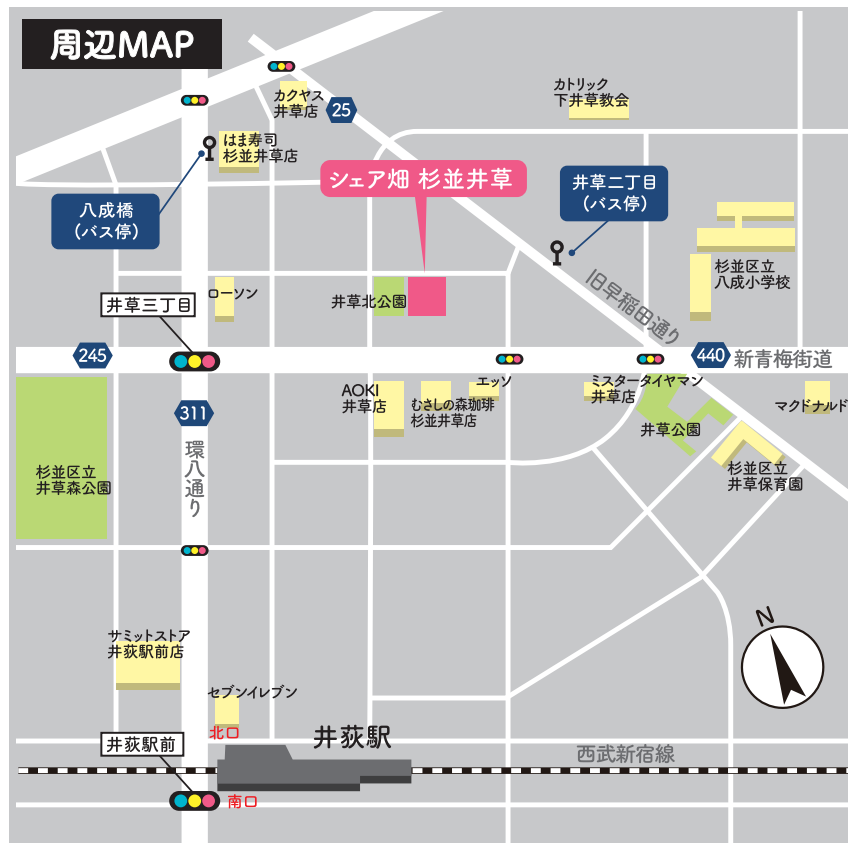 周辺MAP
カクヤス
井草店
25
カトリック
下井草教会
はま寿司
杉並井草店
シェア畑 杉並井草
井草二丁目
(バス停)
八成橋
(バス停)
杉並区立
八成小学校
ローソン
井草北公園
井草三丁目
旧早稲田通り
245
440
新青梅街道
311
AOKI
井草店
むさしの森珈琲
杉並井草店
エッソ
ミスタータイヤマン
井草店
マクドナルド
井草公園
環八通り
杉並区立
井草森公園
杉並区立
井草保育園
N
サミットストア
井荻駅前店
セブンイレブン
北口
井荻駅
井荻駅前
西武新宿線
南口